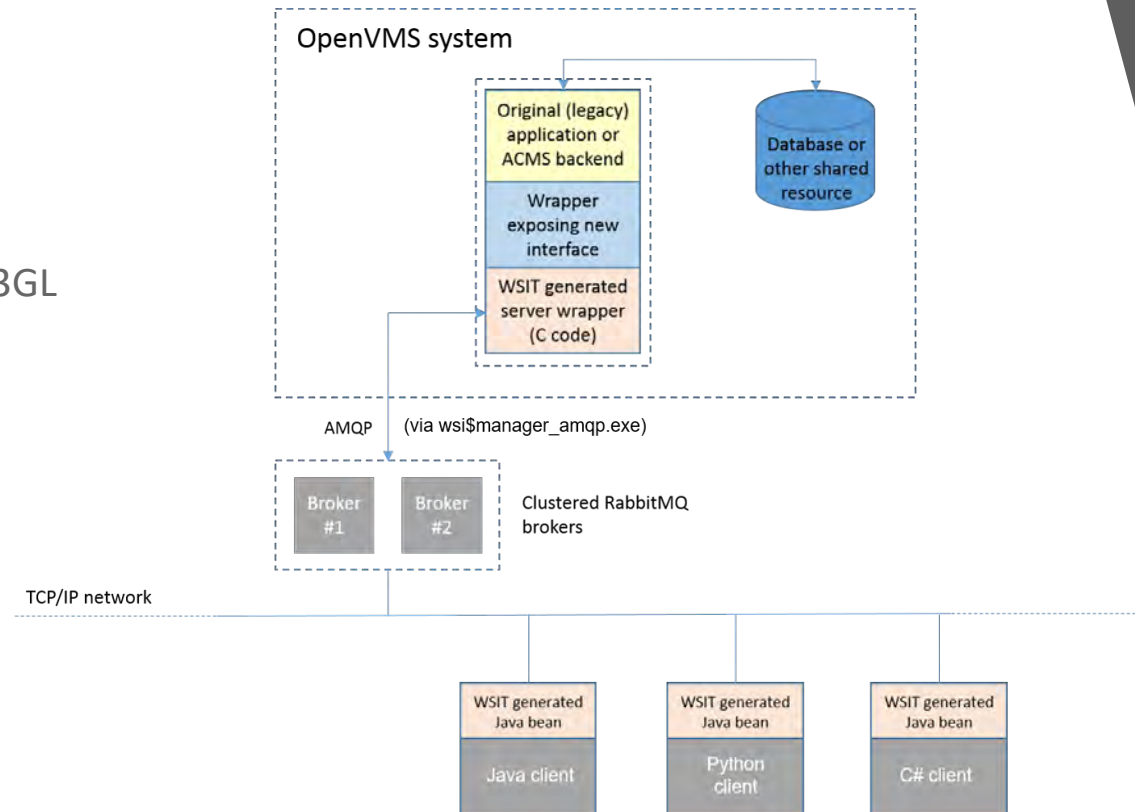 OpenVMS system
Original (legacy)
application or
ACMS backend
Database or
other shared
resource
Wrapper
exposing new
interface
3GL
WSIT generated
server wrapper
(C code)
AMQP
(via wsi$manager_amqp.exe)
Broker
#1
Broker
#2
Clustered RabbitMQ
brokers
TCP/IP network
WSIT generated
Java bean
Java client
WSIT generated
Java bean
Python
client
WSIT generated
Java bean
C# client